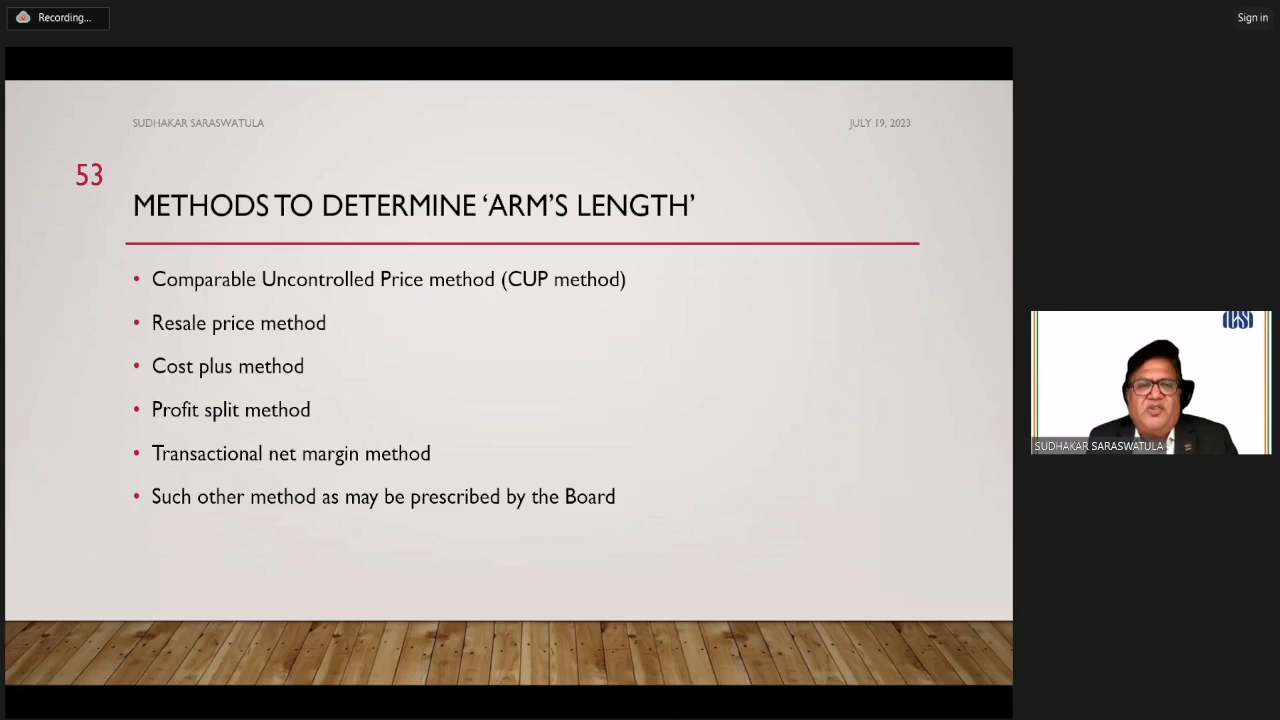 Recording...
Sign in
SUDHAKAR SARASWATULA
JULY 19, 2023
53
METHODS TO DETERMINE ‘ARM’S LENGTH’
• Comparable Uncontrolled Price method (CUP method)
• Resale price method
• Cost plus method
• Profit split method
• Transactional net margin method
• Such other method as may be prescribed by the Board
ICSI
SUDHAKAR SARASWATULA